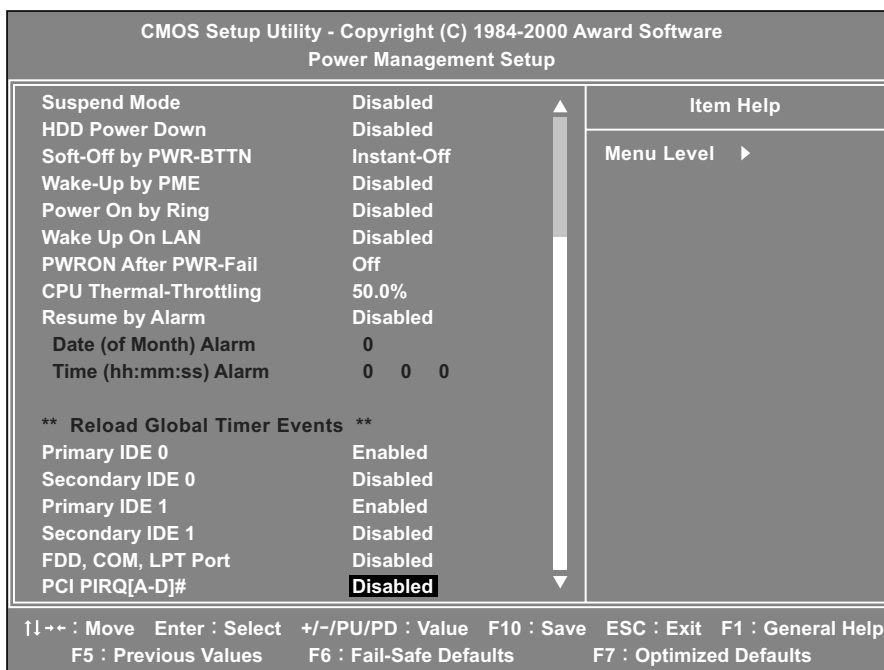 CMOS Setup Utility - Copyright (C) 1984-2000 Award Software
Power Management Setup
Suspend Mode Disabled
HDD Power Down Disabled
Soft-Off by PWR-BTTN Instant-Off
Wake-Up by PME Disabled
Power On by Ring Disabled
Wake Up On LAN Disabled
PWRON After PWR-Fail Off
CPU Thermal-Throttling 50.0%
Resume by Alarm Disabled
Date (of Month) Alarm 0
Time (hh:mm:ss) Alarm 0 0 0
** Reload Global Timer Events **
Primary IDE 0 Enabled
Secondary IDE 0 Disabled
Primary IDE 1 Enabled
Secondary IDE 1 Disabled
FDD, COM, LPT Port Disabled
PCI PIRQ[A-D]# Disabled
Item Help
Menu Level ▶
↑↓→←：Move Enter：Select +/-/PU/PD：Value F10：Save ESC：Exit F1：General Help
F5：Previous Values F6：Fail-Safe Defaults F7：Optimized Defaults